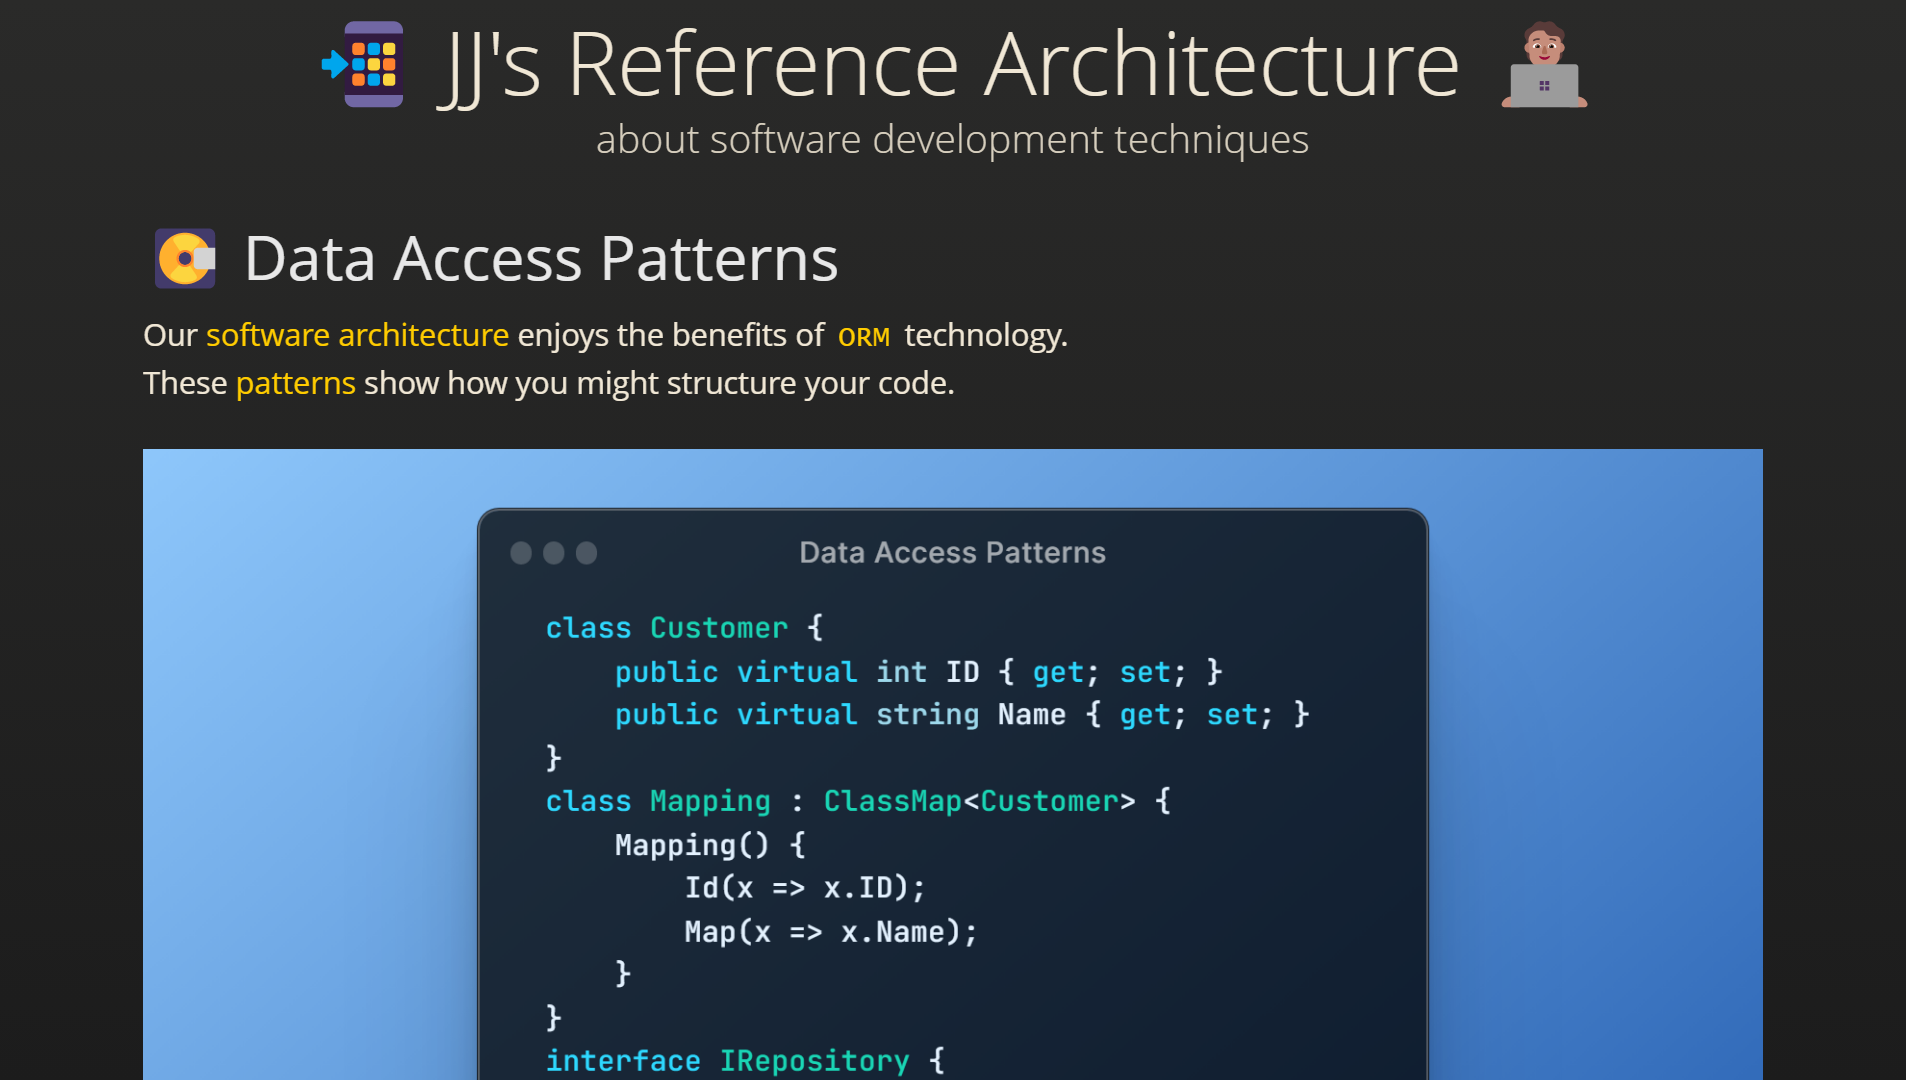 JJ's Reference Architecture
about software development techniques
Data Access Patterns
Our software architecture enjoys the benefits of ORM technology.
These patterns show how you might structure your code.
Data Access Patterns
class Customer {
    public virtual int ID { get; set; }
    public virtual string Name { get; set; }
}
class Mapping : ClassMap<Customer> {
    Mapping() {
        Id(x => x.ID);
        Map(x => x.Name);
    }
}
interface IRepository {